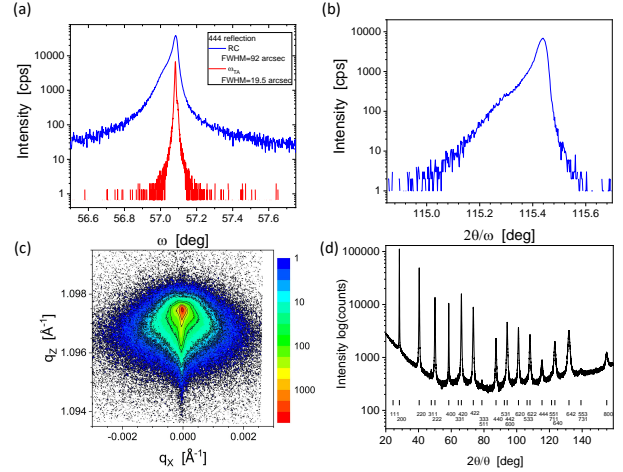 (a)
444 reflection
RC
FWHM=92 arcsec
ω_TA
FWHM=19.5 arcsec
10000
1000
100
10
1
Intensity [cps]
56.6 56.8 57.0 57.2 57.4 57.6
ω [deg]
(b)
10000
1000
100
10
1
Intensity [cps]
115.0 115.2 115.4 115.6
2θ/ω [deg]
(c)
1.098
1.096
1.094
q_Z [Å⁻¹]
-0.002 0.000 0.002
q_X [Å⁻¹]
1
10
100
1000
(d)
100000
10000
1000
100
Intensity log(counts)
111 220 311 400 331 422 333 440 531 620 533 444 551 642 553 800
200 222 420 511 442 622 711 731
600 640
20 40 60 80 100 120 140
2θ/θ [deg]